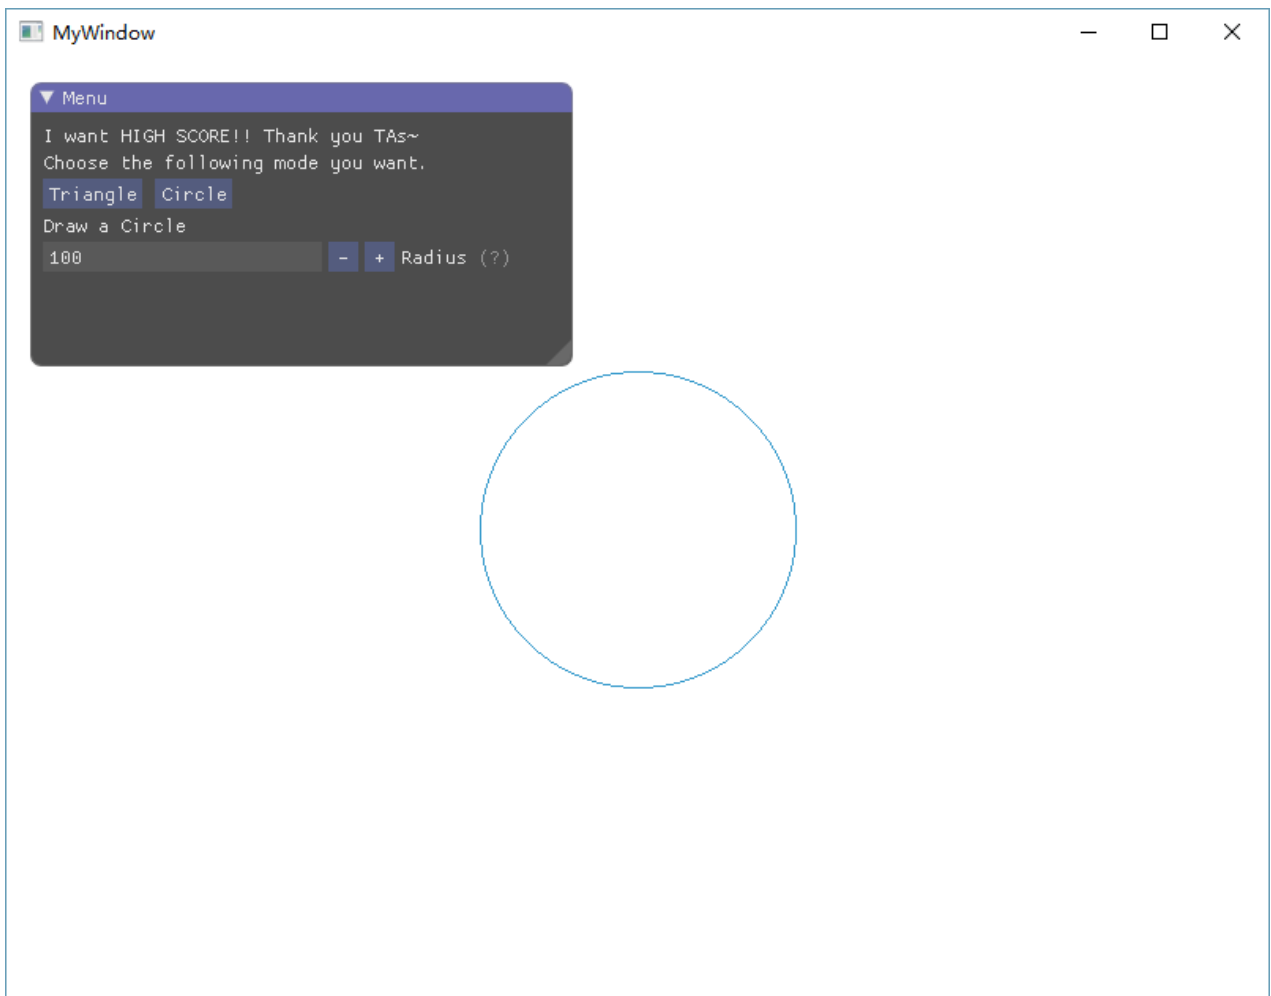 MyWindow
Menu
I want HIGH SCORE!! Thank you TAs~
Choose the following mode you want.
Triangle Circle
Draw a Circle
100 - + Radius (?)